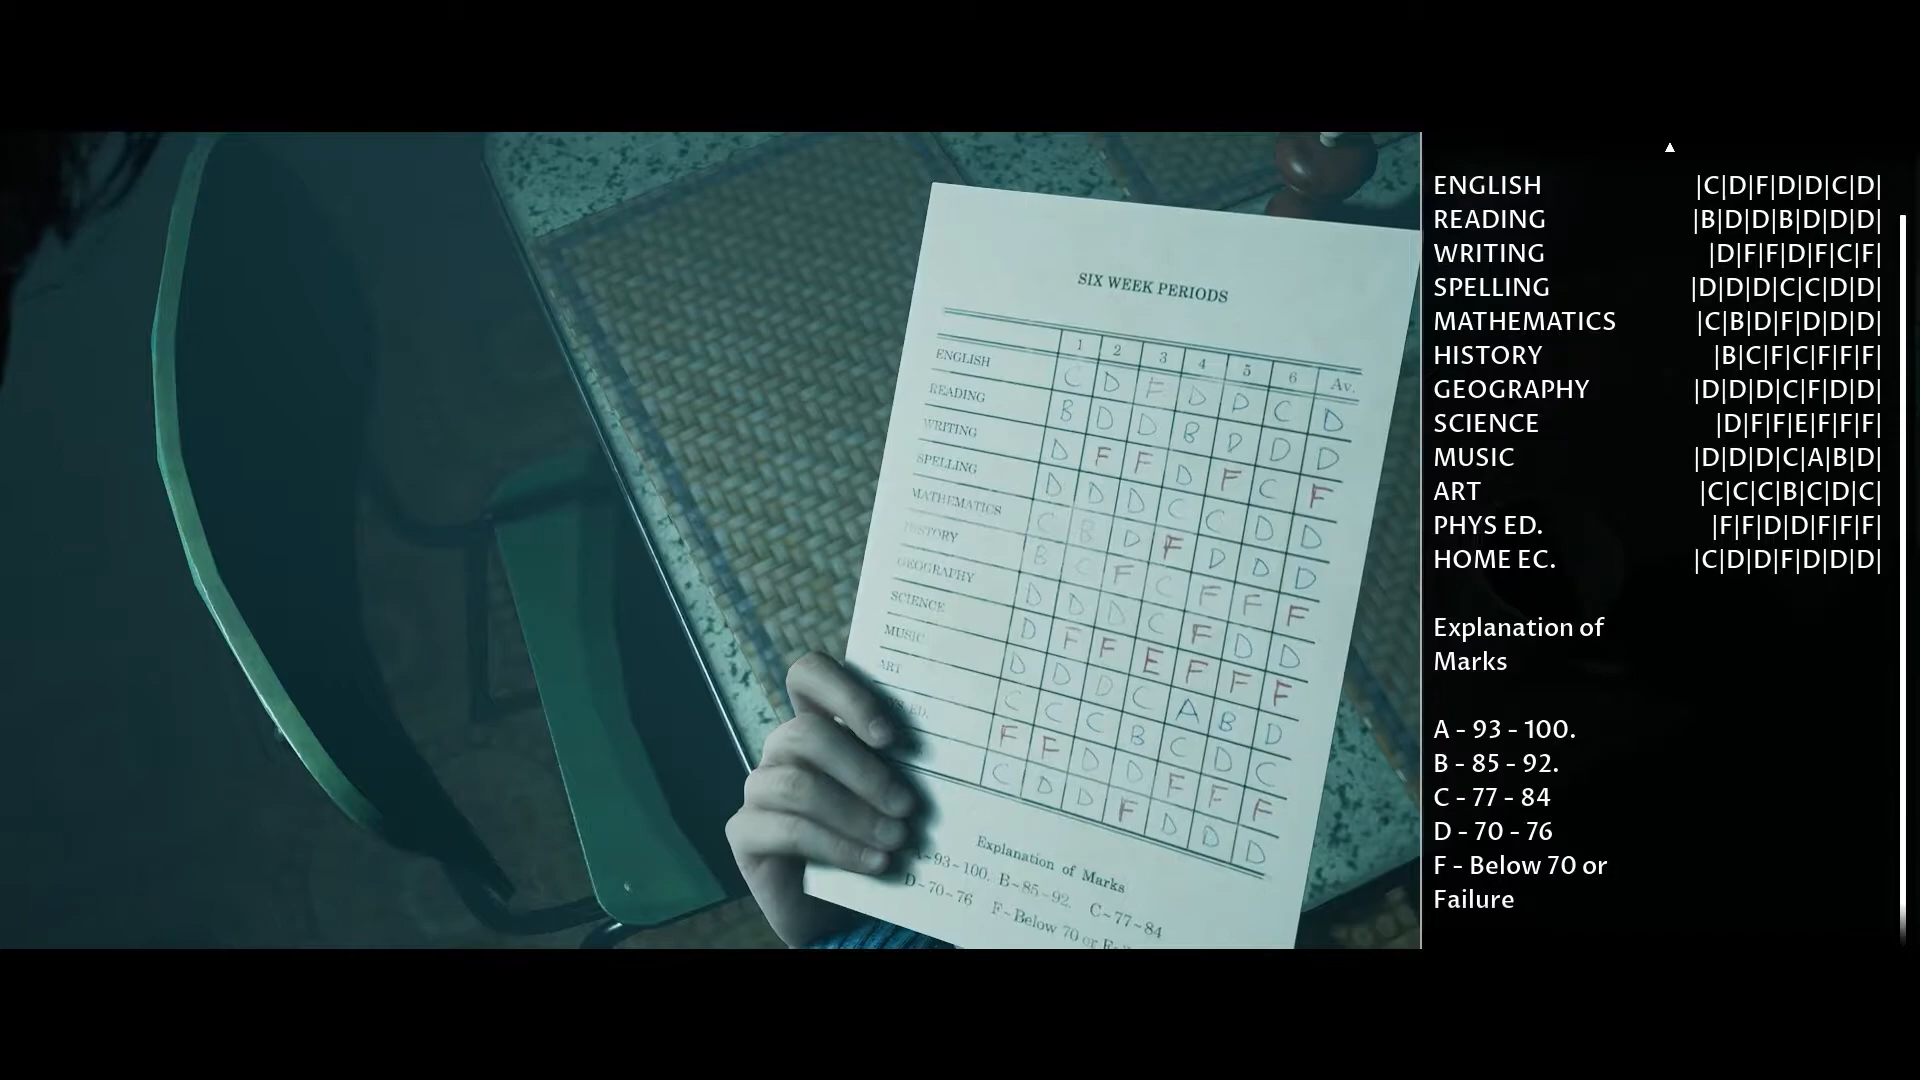 SIX WEEK PERIODS
1 2 3 4 5 6 Av.
ENGLISH C D F D D C D
READING B D D B D D D
WRITING D F F D F C F
SPELLING D D D C C D D
MATHEMATICS C B D F D D D
HISTORY B C F C F F F
GEOGRAPHY D D D C F D D
SCIENCE D F F E F F F
MUSIC D D D C A B D
ART C C C B C D C
YS ED. F F D D F F F
C D D F D D D
Explanation of Marks
A-93-100. B-85-92. C-77-84
D-70-76 F-Below 70 or
ENGLISH |C|D|F|D|D|C|D|
READING |B|D|D|B|D|D|D|
WRITING |D|F|F|D|F|C|F|
SPELLING |D|D|D|C|C|D|D|
MATHEMATICS |C|B|D|F|D|D|D|
HISTORY |B|C|F|C|F|F|F|
GEOGRAPHY |D|D|D|C|F|D|D|
SCIENCE |D|F|F|E|F|F|F|
MUSIC |D|D|D|C|A|B|D|
ART |C|C|C|B|C|D|C|
PHYS ED. |F|F|D|D|F|F|F|
HOME EC. |C|D|D|F|D|D|D|
Explanation of
Marks
A - 93 - 100.
B - 85 - 92.
C - 77 - 84
D - 70 - 76
F - Below 70 or
Failure